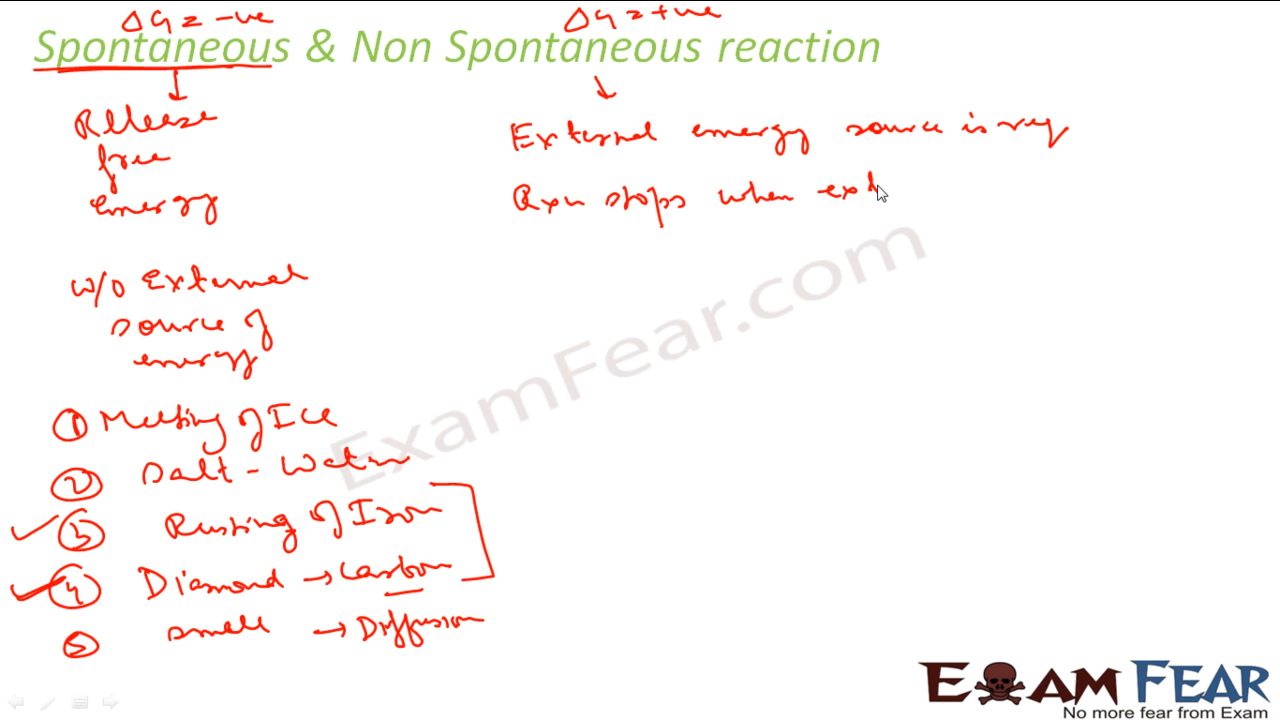 ΔG = -ve
ΔG = +ve
Spontaneous & Non Spontaneous reaction
Release
free
energy
External energy source is req
Rxn stops when ext
w/o External
source of
energy
① Melting of Ice
② Salt - Water
③ Rusting of Iron
④ Diamond → Carbon
⑤ smell → Diffusion
ExamFear.com
EXAM FEAR
No more fear from Exam